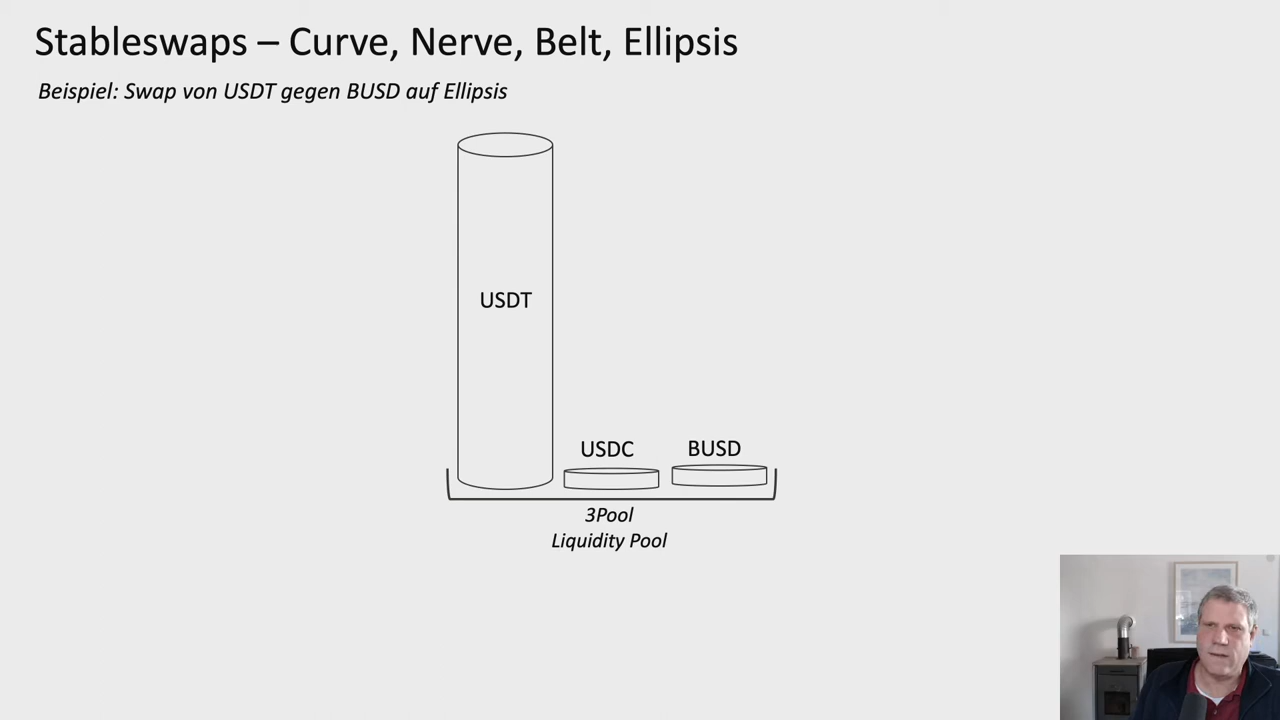 Stableswaps – Curve, Nerve, Belt, Ellipsis
Beispiel: Swap von USDT gegen BUSD auf Ellipsis
USDT
USDC
BUSD
3Pool
Liquidity Pool